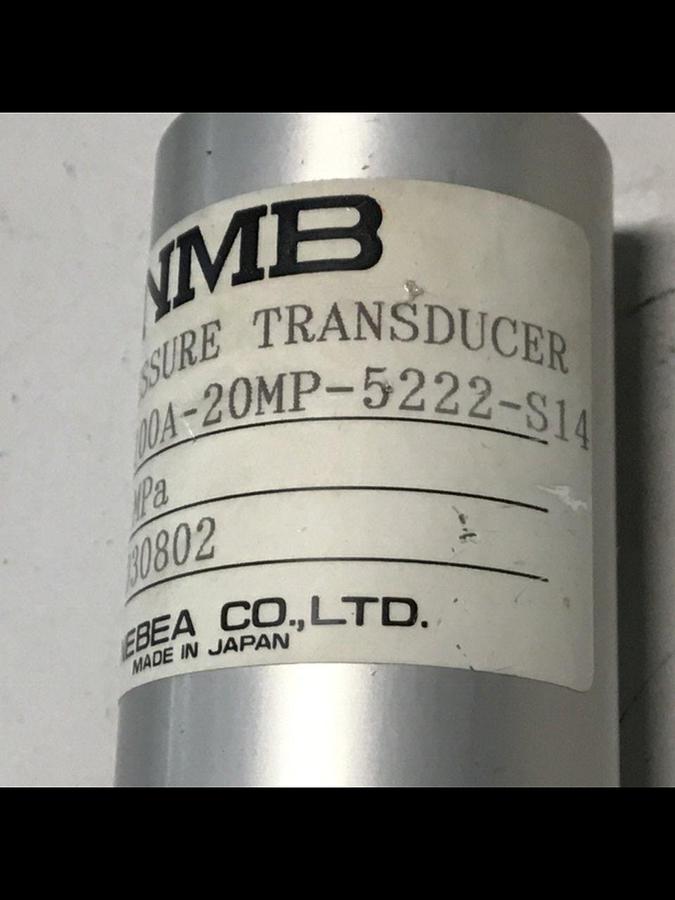 NMB
SSURE TRANSDUCER
00A-20MP-5222-S14
MPa
30802
EBEA CO.,LTD.
MADE IN JAPAN